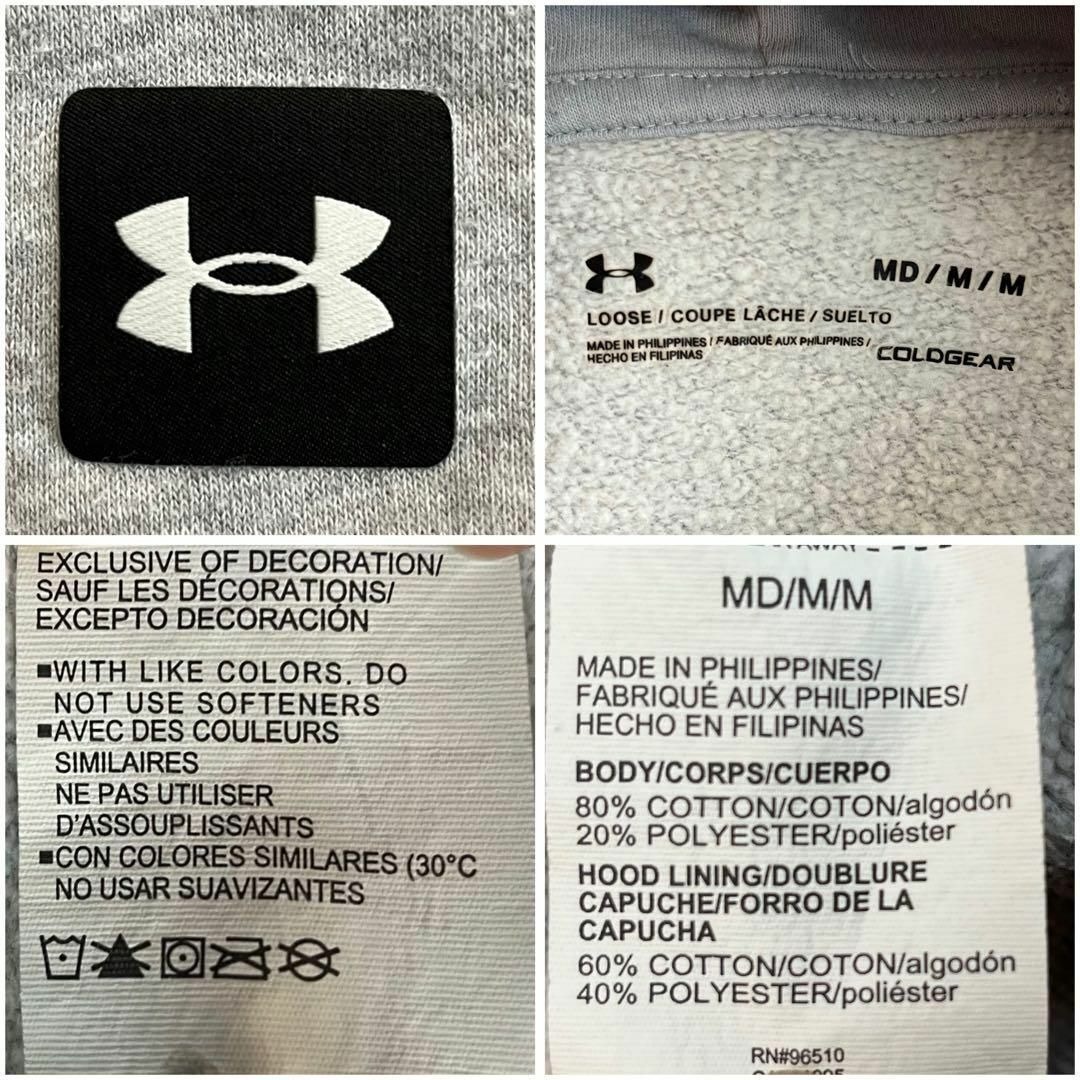 MD / M / M
LOOSE / COUPE LÂCHE / SUELTO
MADE IN PHILIPPINES / FABRIQUÉ AUX PHILIPPINES /
HECHO EN FILIPINAS
COLDGEAR
EXCLUSIVE OF DECORATION/
SAUF LES DÉCORATIONS/
EXCEPTO DECORACIÓN
■WITH LIKE COLORS. DO
NOT USE SOFTENERS
■AVEC DES COULEURS
SIMILAIRES
NE PAS UTILISER
D'ASSOUPLISSANTS
■CON COLORES SIMILARES (30°C
NO USAR SUAVIZANTES
MD/M/M
MADE IN PHILIPPINES/
FABRIQUÉ AUX PHILIPPINES/
HECHO EN FILIPINAS
BODY/CORPS/CUERPO
80% COTTON/COTON/algodón
20% POLYESTER/poliéster
HOOD LINING/DOUBLURE
CAPUCHE/FORRO DE LA
CAPUCHA
60% COTTON/COTON/algodón
40% POLYESTER/poliéster
RN#96510